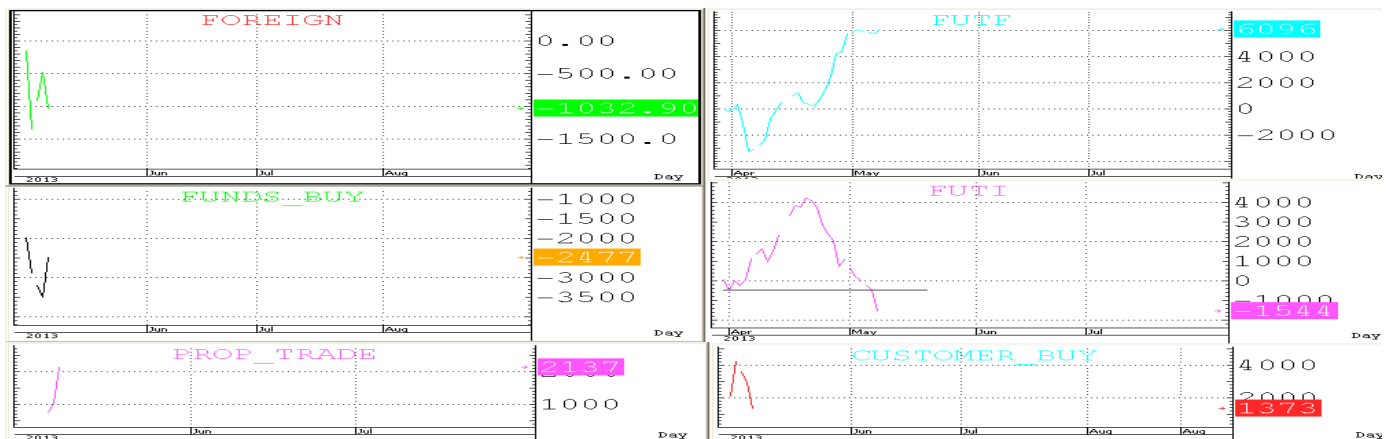 FOREIGN
0.00
-500.00
-1032.90
-1500.0
2013 Jun Jul Aug Day
FUTF
6096
4000
2000
0
-2000
Apr May Jun Jul Day
FUNDS_BUY
-1000
-1500
-2000
-2477
-3000
-3500
2013 Jun Jul Aug Day
FUTI
4000
3000
2000
1000
0
-1000
-1544
Apr May Jun Jul Day
PROP_TRADE
2137
1000
2013 Jun Jul Day
CUSTOMER_BUY
4000
2000
1373
2013 Jun Jul Aug Aug Day